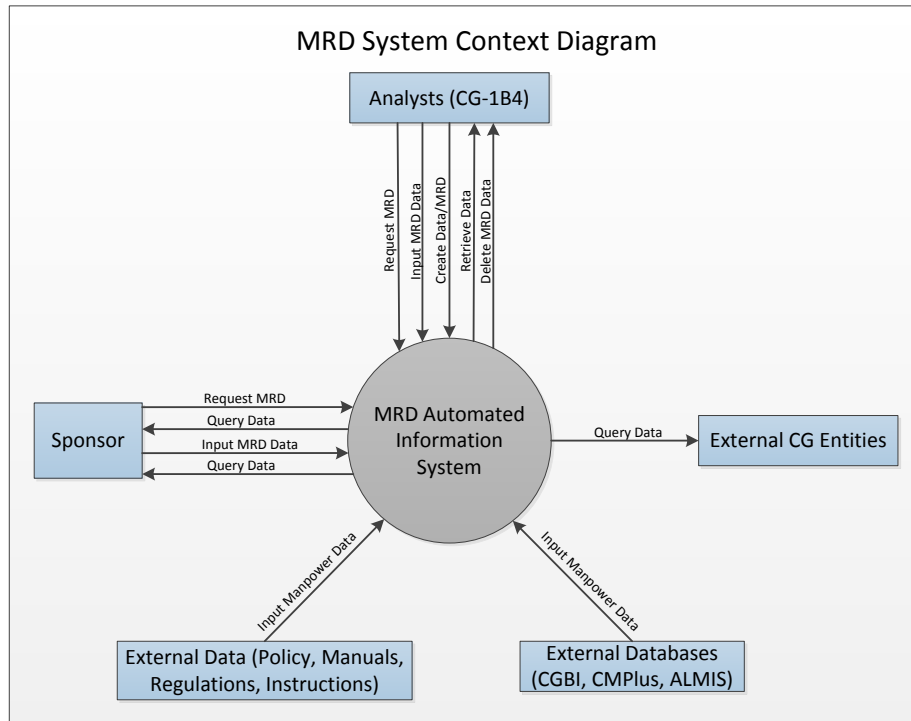 MRD System Context Diagram
Analysts (CG-1B4)
Request MRD
Input MRD Data
Create Data/MRD
Retrieve Data
Delete MRD Data
Request MRD
Query Data
Input MRD Data
Query Data
Sponsor
MRD Automated
Information
System
Query Data
External CG Entities
Input Manpower Data
Input Manpower Data
External Data (Policy, Manuals,
Regulations, Instructions)
External Databases
(CGBI, CMPlus, ALMIS)